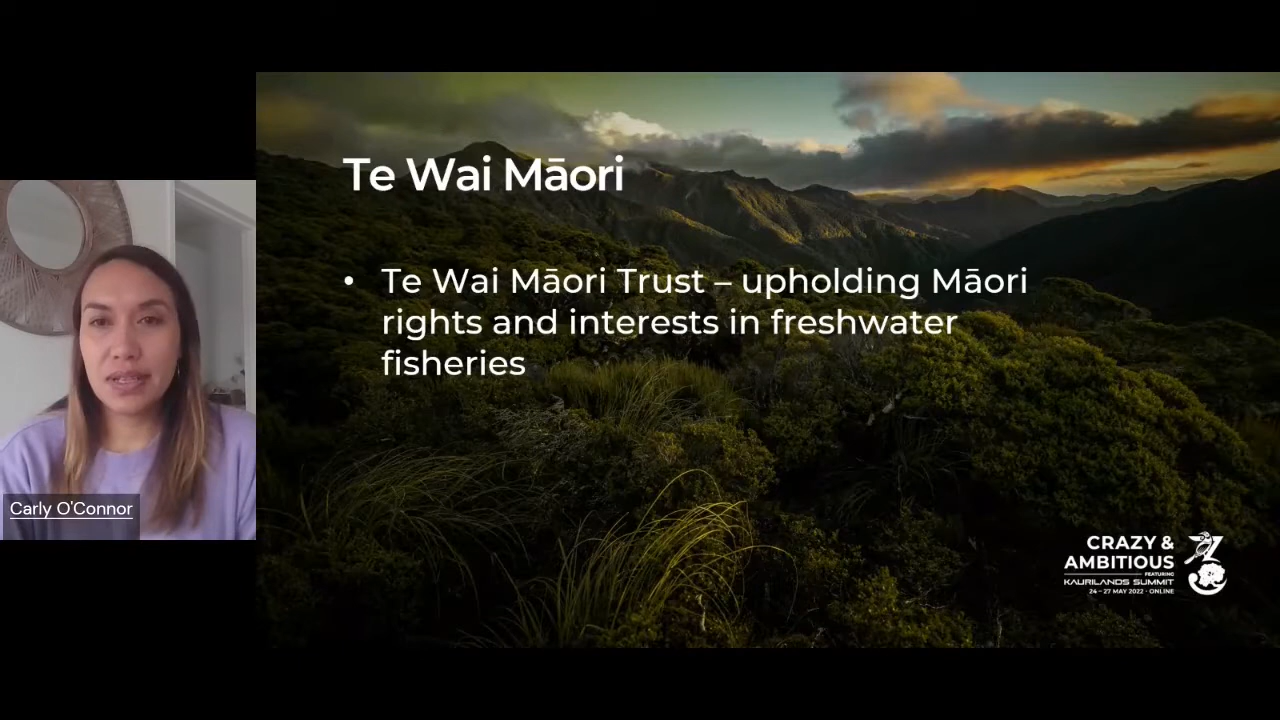 Te Wai Māori
• Te Wai Māori Trust – upholding Māori
rights and interests in freshwater
fisheries
Carly O'Connor
CRAZY &
AMBITIOUS
FEATURING
KAURILANDS SUMMIT
24 – 27 MAY 2022 · ONLINE